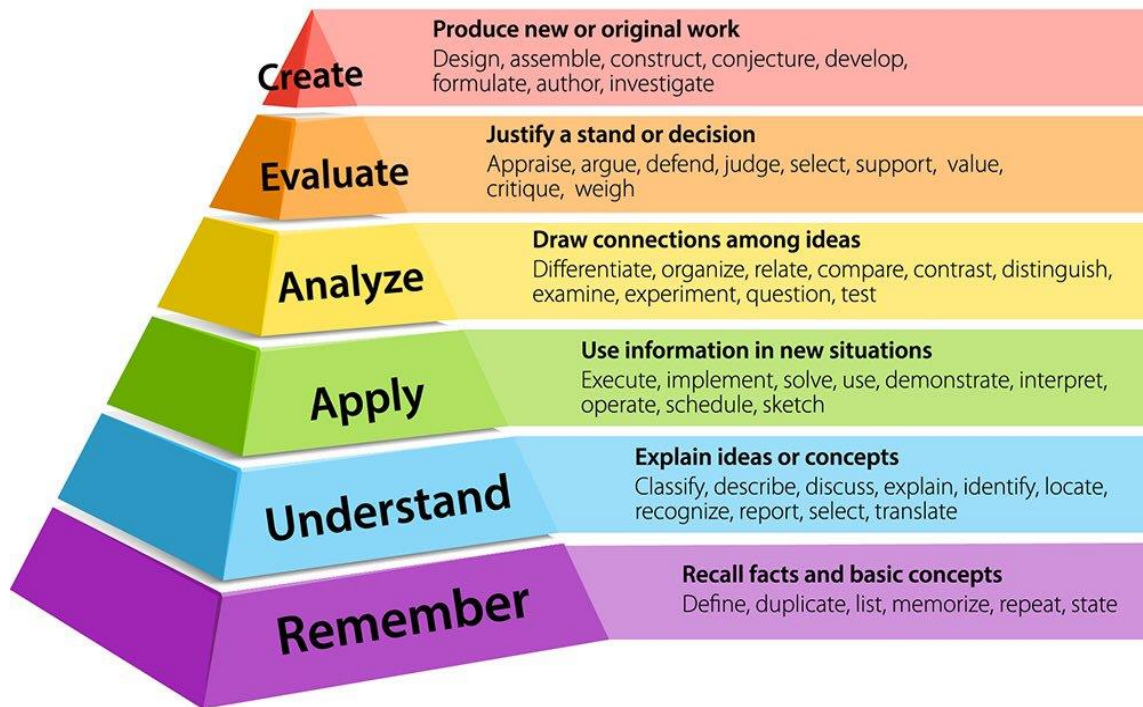 Create
Produce new or original work
Design, assemble, construct, conjecture, develop,
formulate, author, investigate
Evaluate
Justify a stand or decision
Appraise, argue, defend, judge, select, support, value,
critique, weigh
Analyze
Draw connections among ideas
Differentiate, organize, relate, compare, contrast, distinguish,
examine, experiment, question, test
Apply
Use information in new situations
Execute, implement, solve, use, demonstrate, interpret,
operate, schedule, sketch
Understand
Explain ideas or concepts
Classify, describe, discuss, explain, identify, locate,
recognize, report, select, translate
Remember
Recall facts and basic concepts
Define, duplicate, list, memorize, repeat, state